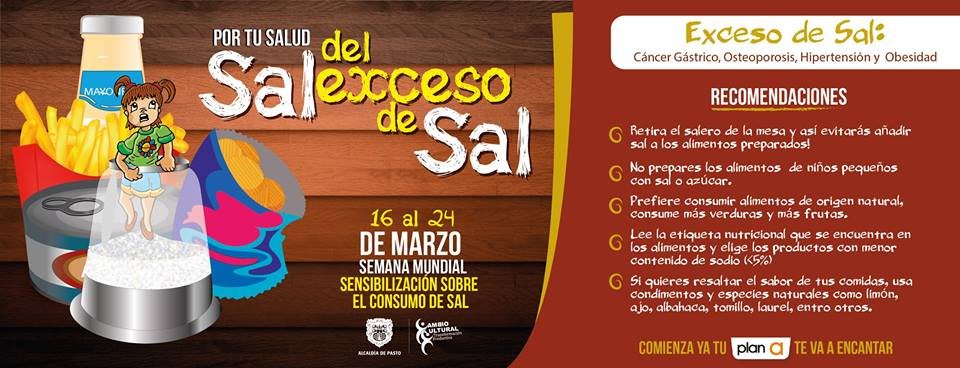 MAYO
POR TU SALUD
Sal del
exceso
de
Sal
16 al 24
DE MARZO
SEMANA MUNDIAL
SENSIBILIZACIÓN SOBRE
EL CONSUMO DE SAL
ALCALDÍA DE PASTO
CAMBIO
CULTURAL
Transformación
Productiva
Exceso de Sal:
Cáncer Gástrico, Osteoporosis, Hipertensión y Obesidad
RECOMENDACIONES
Retira el salero de la mesa y así evitarás añadir
sal a los alimentos preparados!
No prepares los alimentos de niños pequeños
con sal o azúcar.
Prefiere consumir alimentos de origen natural,
consume más verduras y más frutas.
Lee la etiqueta nutricional que se encuentra en
los alimentos y elige los productos con menor
contenido de sodio (<5%)
Si quieres resaltar el sabor de tus comidas, usa
condimentos y especies naturales como limón,
ajo, albahaca, tomillo, laurel, entro otros.
COMIENZA YA TU plan a TE VA A ENCANTAR